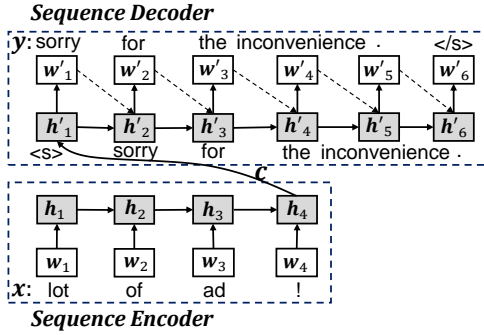 Sequence Decoder
y: sorry for the inconvenience . </s>
w'1 w'2 w'3 w'4 w'5 w'6
h'1 h'2 h'3 h'4 h'5 h'6
<s> sorry for the inconvenience .
c
h1 h2 h3 h4
w1 w2 w3 w4
x: lot of ad !
Sequence Encoder